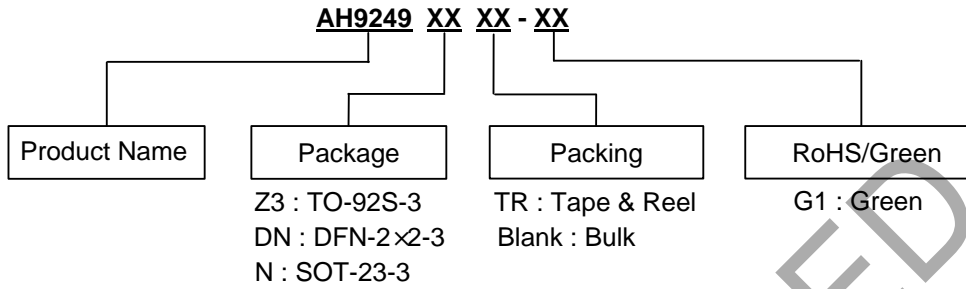 AH9249 XX XX - XX
Product Name
Package
Packing
RoHS/Green
Z3 : TO-92S-3
TR : Tape & Reel
G1 : Green
DN : DFN-2×2-3
Blank : Bulk
N : SOT-23-3